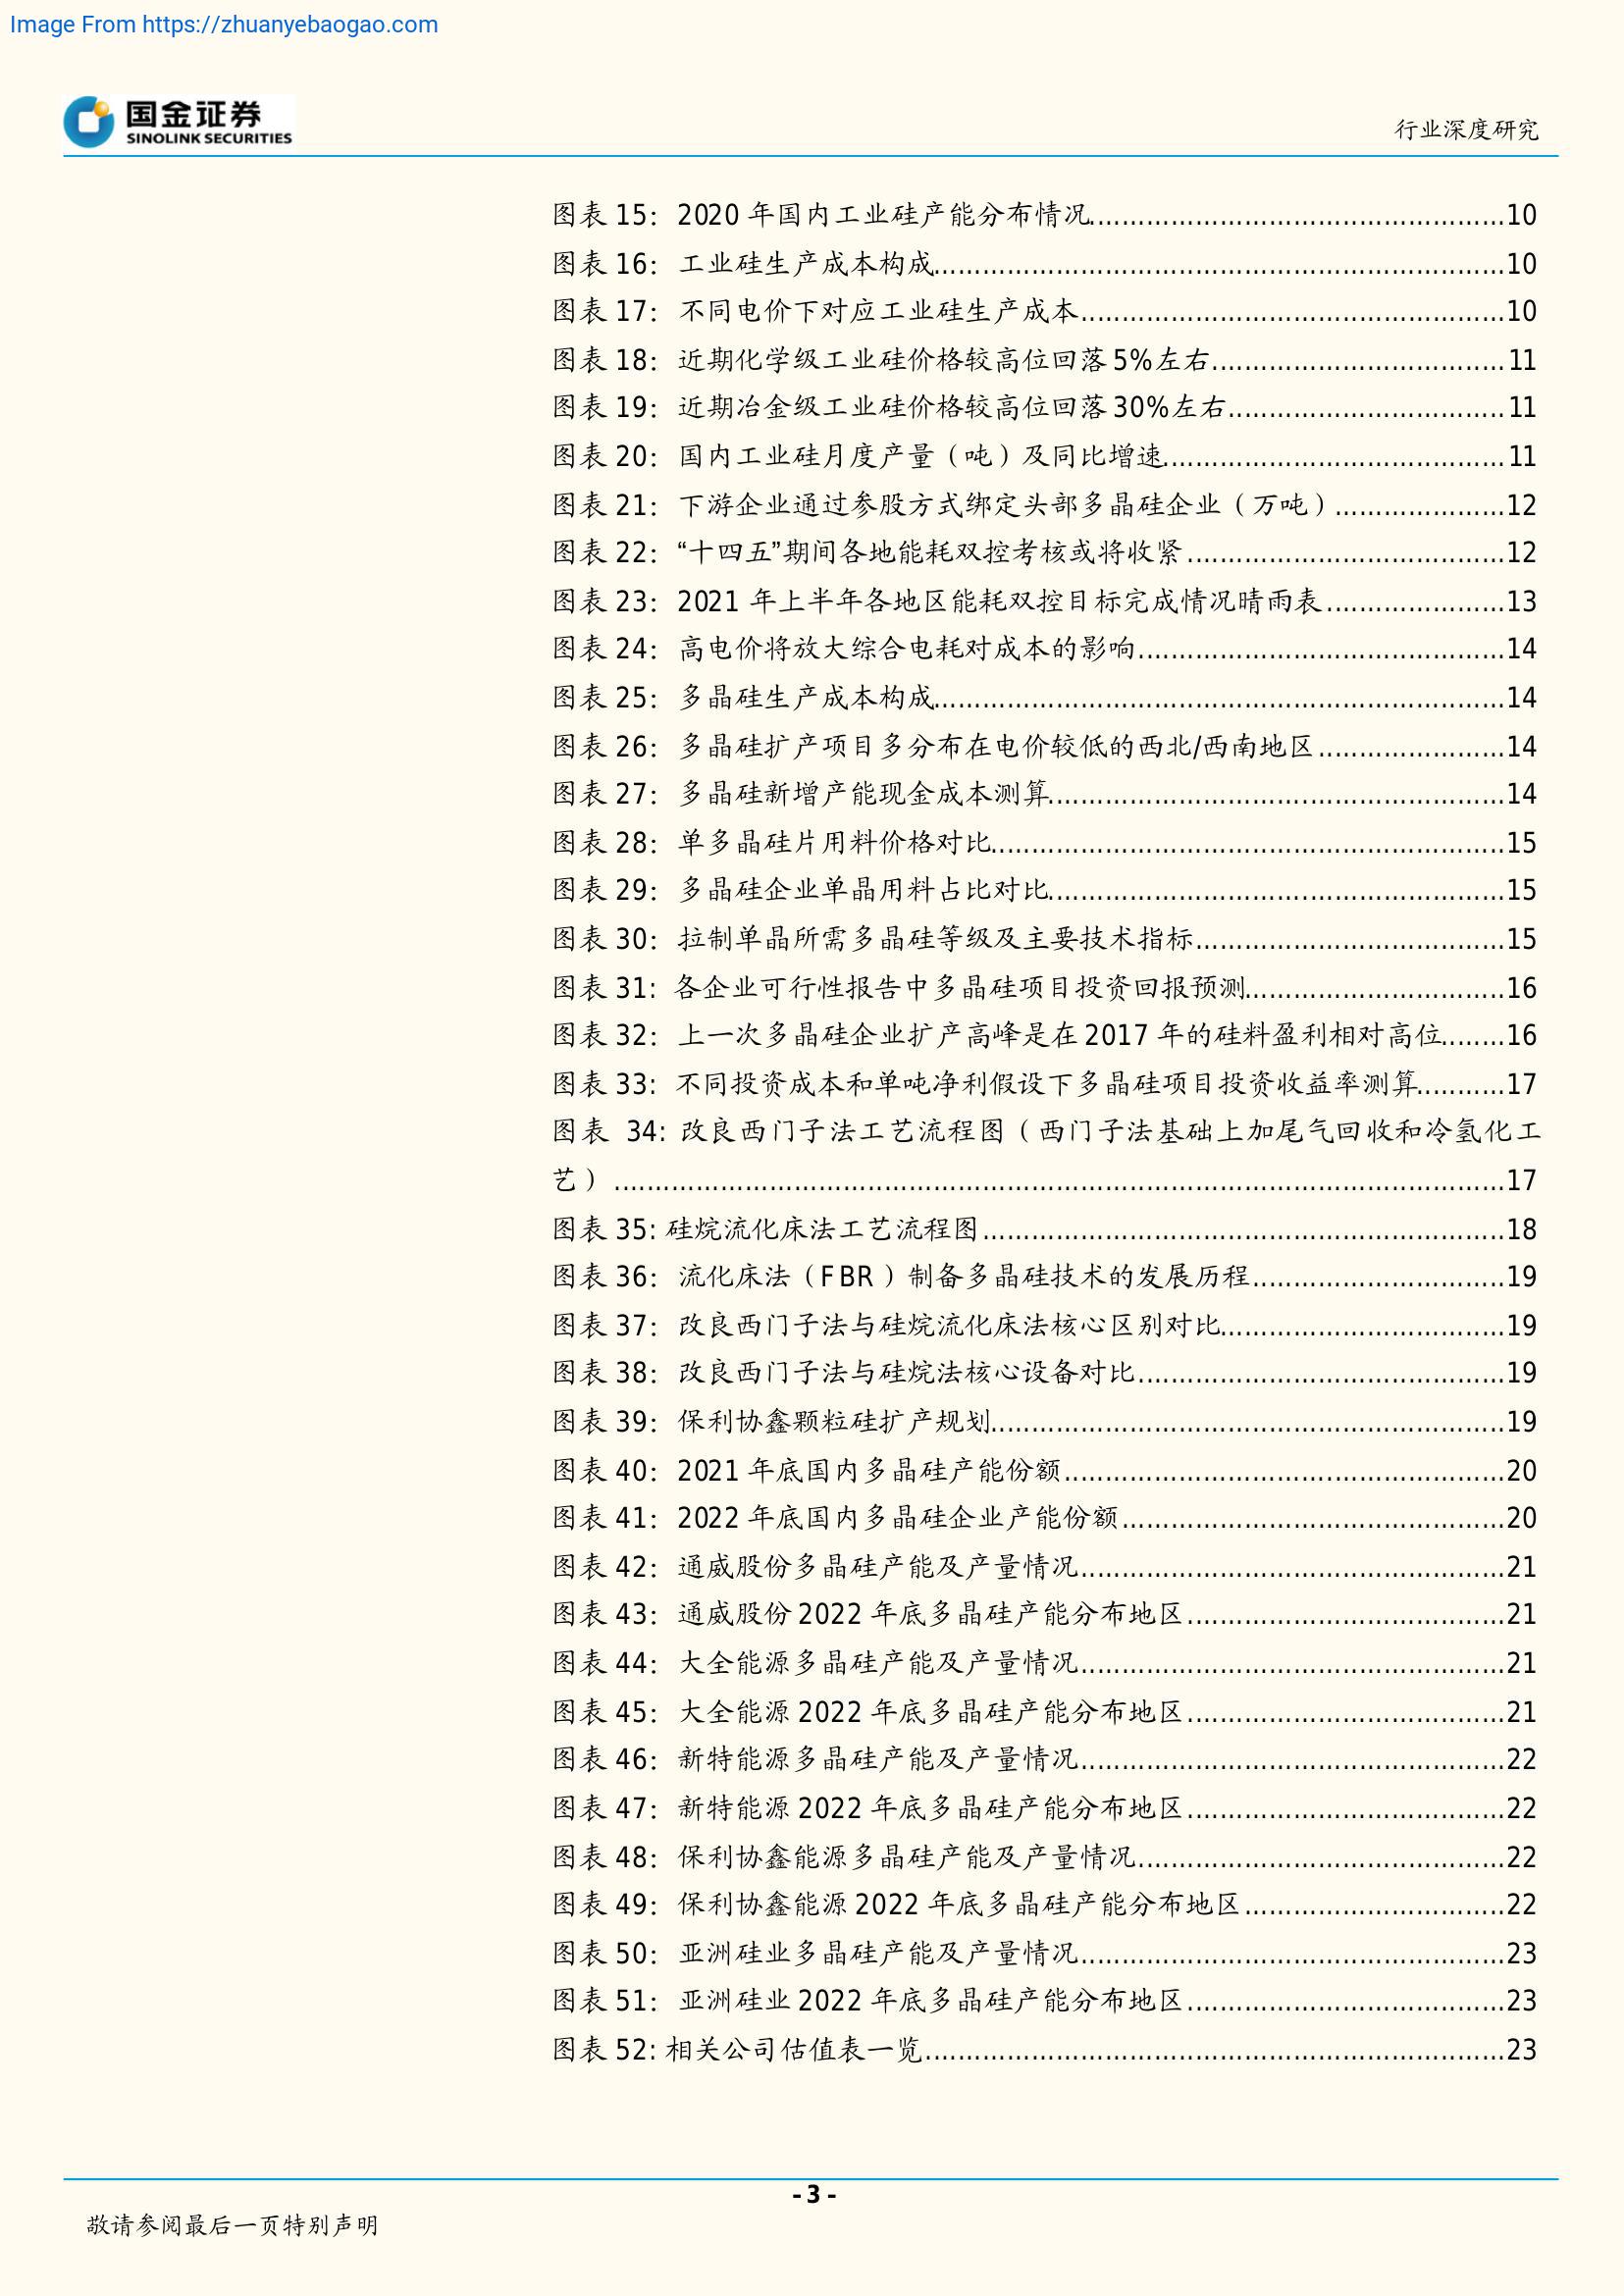 Image From https://zhuanyebaogao.com
国金证券
SINOLINK SECURITIES
行业深度研究
图表 15：2020 年国内工业硅产能分布情况..................................................10
图表 16：工业硅生产成本构成..................................................10
图表 17：不同电价下对应工业硅生产成本..................................................10
图表 18：近期化学级工业硅价格较高位回落 5%左右..................................................11
图表 19：近期冶金级工业硅价格较高位回落 30%左右..................................................11
图表 20：国内工业硅月度产量（吨）及同比增速..................................................11
图表 21：下游企业通过参股方式绑定头部多晶硅企业（万吨）..................................................12
图表 22：“十四五”期间各地能耗双控考核或将收紧..................................................12
图表 23：2021 年上半年各地区能耗双控目标完成情况晴雨表..................................................13
图表 24：高电价将放大综合电耗对成本的影响..................................................14
图表 25：多晶硅生产成本构成..................................................14
图表 26：多晶硅扩产项目多分布在电价较低的西北/西南地区..................................................14
图表 27：多晶硅新增产能现金成本测算..................................................14
图表 28：单多晶硅片用料价格对比..................................................15
图表 29：多晶硅企业单晶用料占比对比..................................................15
图表 30：拉制单晶所需多晶硅等级及主要技术指标..................................................15
图表 31：各企业可行性报告中多晶硅项目投资回报预测..................................................16
图表 32：上一次多晶硅企业扩产高峰是在 2017 年的硅料盈利相对高位........16
图表 33：不同投资成本和单吨净利假设下多晶硅项目投资收益率测算...........17
图表 34: 改良西门子法工艺流程图（西门子法基础上加尾气回收和冷氢化工
艺）..................................................17
图表 35: 硅烷流化床法工艺流程图..................................................18
图表 36：流化床法（FBR）制备多晶硅技术的发展历程..................................................19
图表 37：改良西门子法与硅烷流化床法核心区别对比..................................................19
图表 38：改良西门子法与硅烷法核心设备对比..................................................19
图表 39：保利协鑫颗粒硅扩产规划..................................................19
图表 40：2021 年底国内多晶硅产能份额..................................................20
图表 41：2022 年底国内多晶硅企业产能份额..................................................20
图表 42：通威股份多晶硅产能及产量情况..................................................21
图表 43：通威股份 2022 年底多晶硅产能分布地区..................................................21
图表 44：大全能源多晶硅产能及产量情况..................................................21
图表 45：大全能源 2022 年底多晶硅产能分布地区..................................................21
图表 46：新特能源多晶硅产能及产量情况..................................................22
图表 47：新特能源 2022 年底多晶硅产能分布地区..................................................22
图表 48：保利协鑫能源多晶硅产能及产量情况..................................................22
图表 49：保利协鑫能源 2022 年底多晶硅产能分布地区..................................................22
图表 50：亚洲硅业多晶硅产能及产量情况..................................................23
图表 51：亚洲硅业 2022 年底多晶硅产能分布地区..................................................23
图表 52: 相关公司估值表一览..................................................23
- 3 -
敬请参阅最后一页特别声明